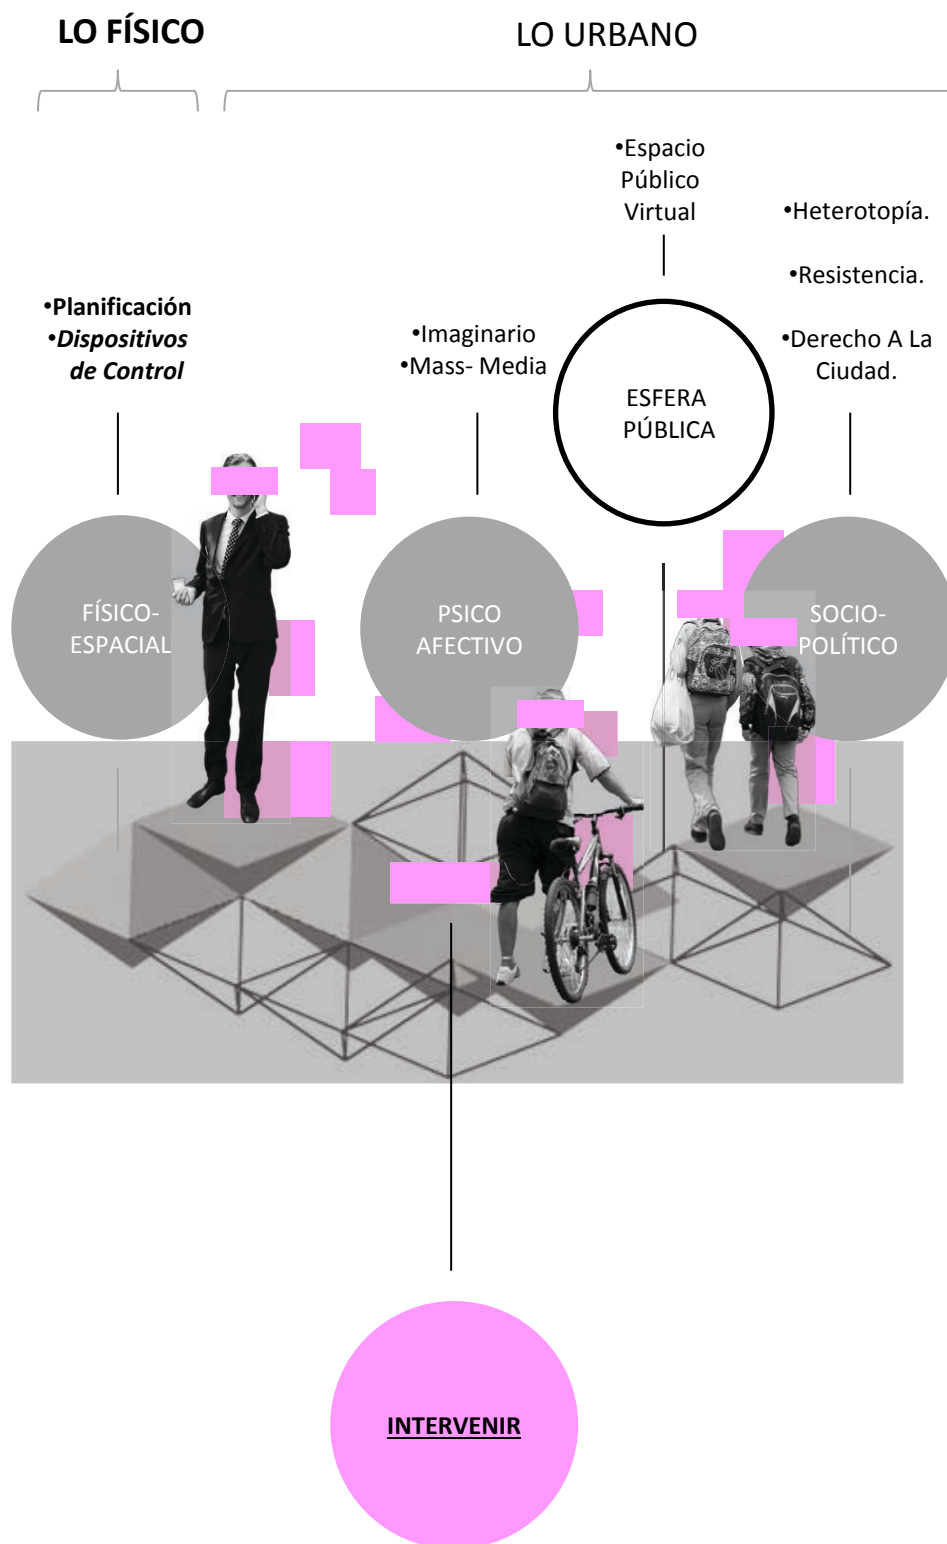 LO FÍSICO
LO URBANO
•Espacio
Público
Virtual
•Heterotopía.
•Resistencia.
•Derecho A La
Ciudad.
•Planificación
•Dispositivos
de Control
•Imaginario
•Mass- Media
ESFERA
PÚBLICA
FÍSICO-
ESPACIAL
PSICO
AFECTIVO
SOCIO-
POLÍTICO
INTERVENIR